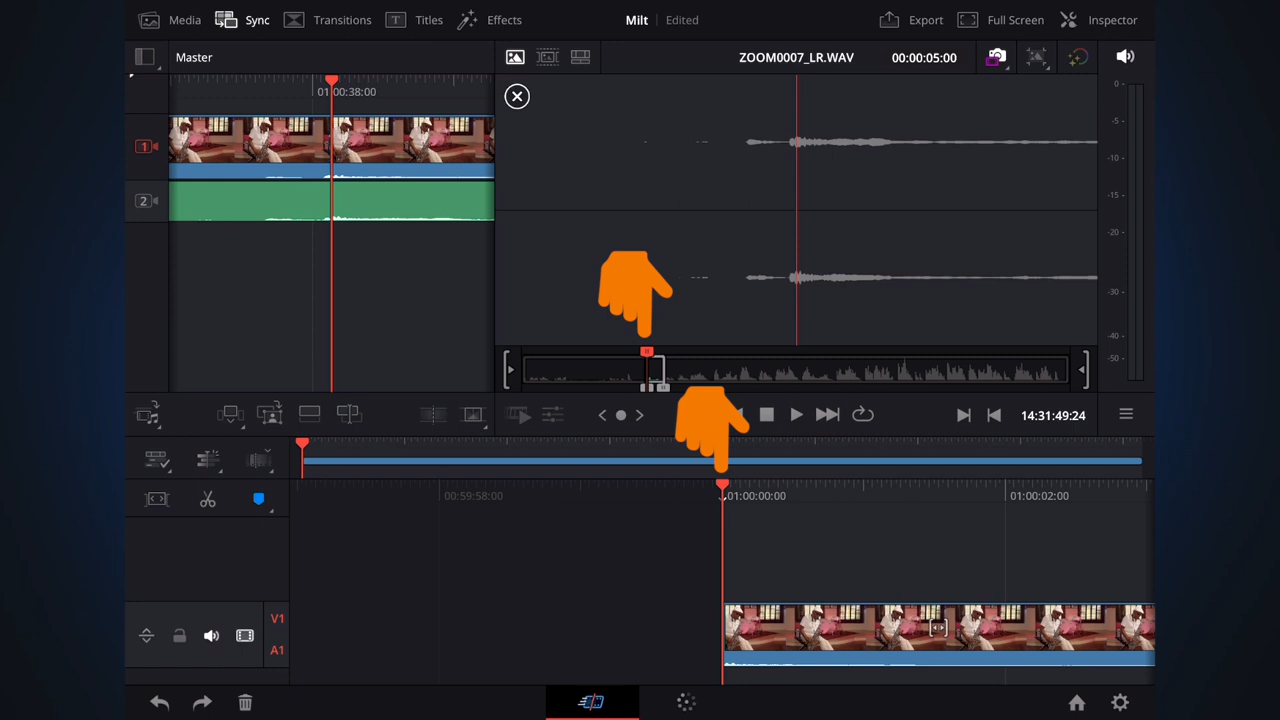 Media Sync Transitions Titles Effects Milt Edited Export Full Screen Inspector
Master ZOOM0007_LR.WAV 00:00:05:00
01:00:38:00
1
2
0
-5
-10
-15
-20
-30
-40
-50
14:31:49:24
00:59:58:00 01:00:00:00 01:00:02:00
V1
A1